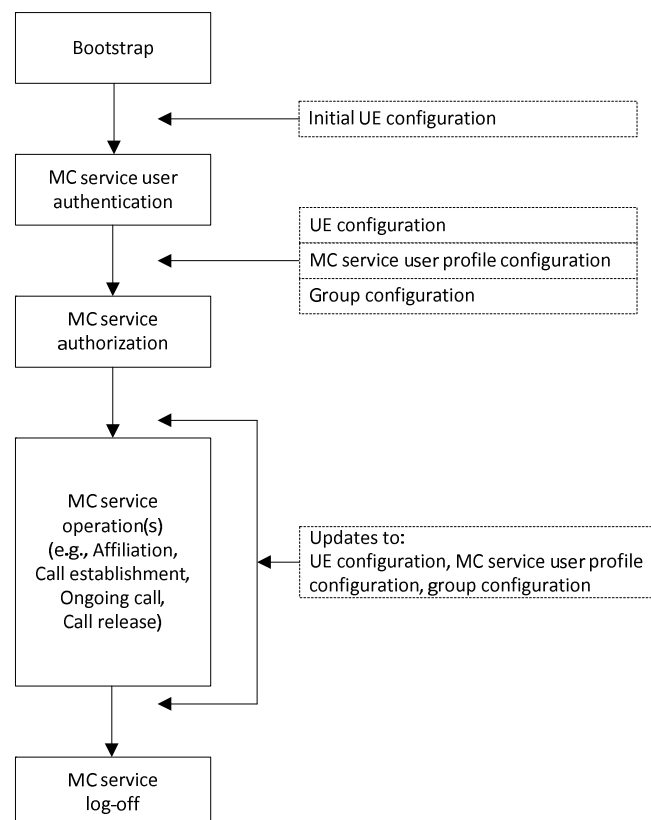 Bootstrap
Initial UE configuration
MC service user
authentication
UE configuration
MC service user profile configuration
Group configuration
MC service
authorization
MC service
operation(s)
(e.g., Affiliation,
Call establishment,
Ongoing call,
Call release)
Updates to:
UE configuration, MC service user profile
configuration, group configuration
MC service
log-off